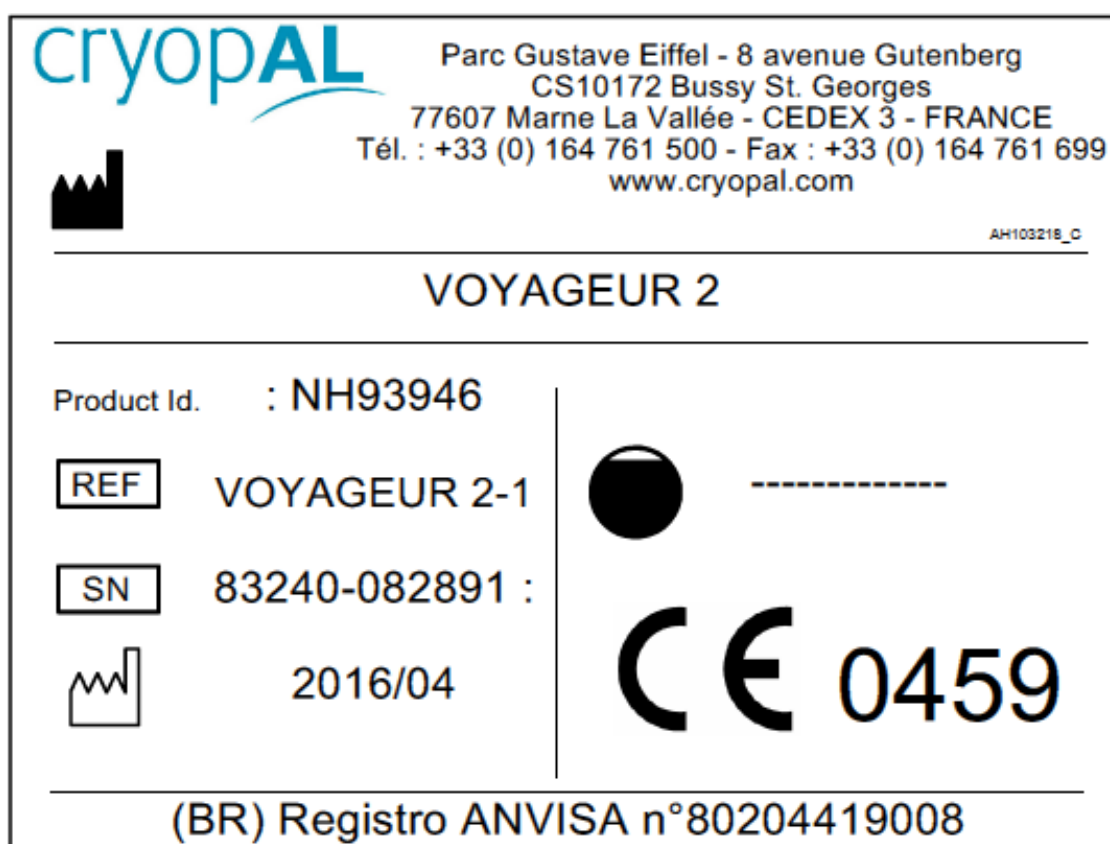 cryopAL
Parc Gustave Eiffel - 8 avenue Gutenberg
CS10172 Bussy St. Georges
77607 Marne La Vallée - CEDEX 3 - FRANCE
Tél. : +33 (0) 164 761 500 - Fax : +33 (0) 164 761 699
www.cryopal.com
AH103218_C
VOYAGEUR 2
Product Id. : NH93946
REF VOYAGEUR 2-1
-------------
SN 83240-082891 :
2016/04
CE 0459
(BR) Registro ANVISA n°80204419008